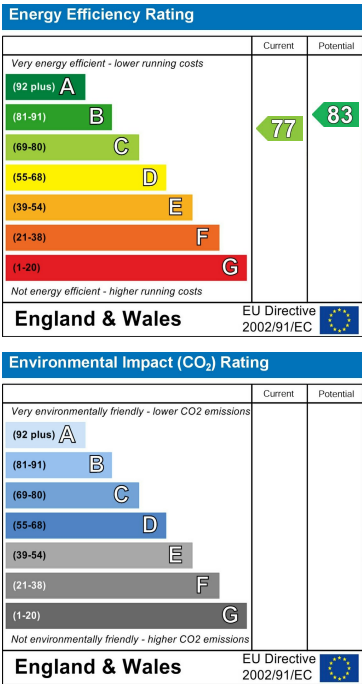 Energy Efficiency Rating
Current Potential
Very energy efficient - lower running costs
(92 plus) A
(81-91) B
(69-80) C
(55-68) D
(39-54) E
(21-38) F
(1-20) G
77
83
Not energy efficient - higher running costs
England & Wales
EU Directive
2002/91/EC
Environmental Impact (CO₂) Rating
Current Potential
Very environmentally friendly - lower CO2 emissions
(92 plus) A
(81-91) B
(69-80) C
(55-68) D
(39-54) E
(21-38) F
(1-20) G
Not environmentally friendly - higher CO2 emissions
England & Wales
EU Directive
2002/91/EC